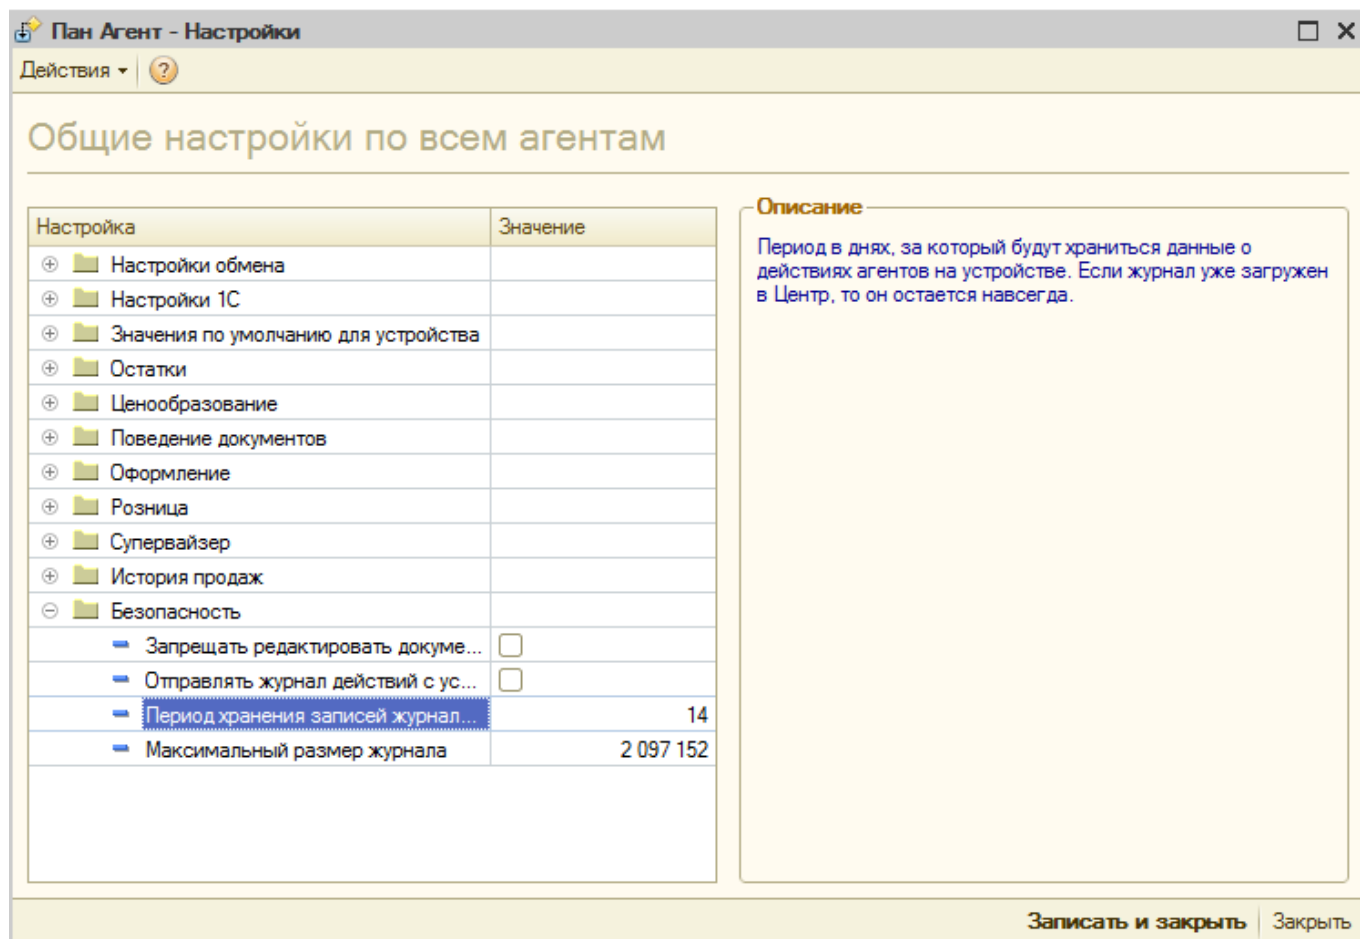 Пан Агент - Настройки
Действия
Общие настройки по всем агентам
Настройка Значение
Настройки обмена
Настройки 1С
Значения по умолчанию для устройства
Остатки
Ценообразование
Поведение документов
Оформление
Розница
Супервайзер
История продаж
Безопасность
Запрещать редактировать докуме...
Отправлять журнал действий с ус...
Период хранения записей журнал... 14
Максимальный размер журнала 2 097 152
Описание
Период в днях, за который будут храниться данные о
действиях агентов на устройстве. Если журнал уже загружен
в Центр, то он остается навсегда.
Записать и закрыть Закрыть